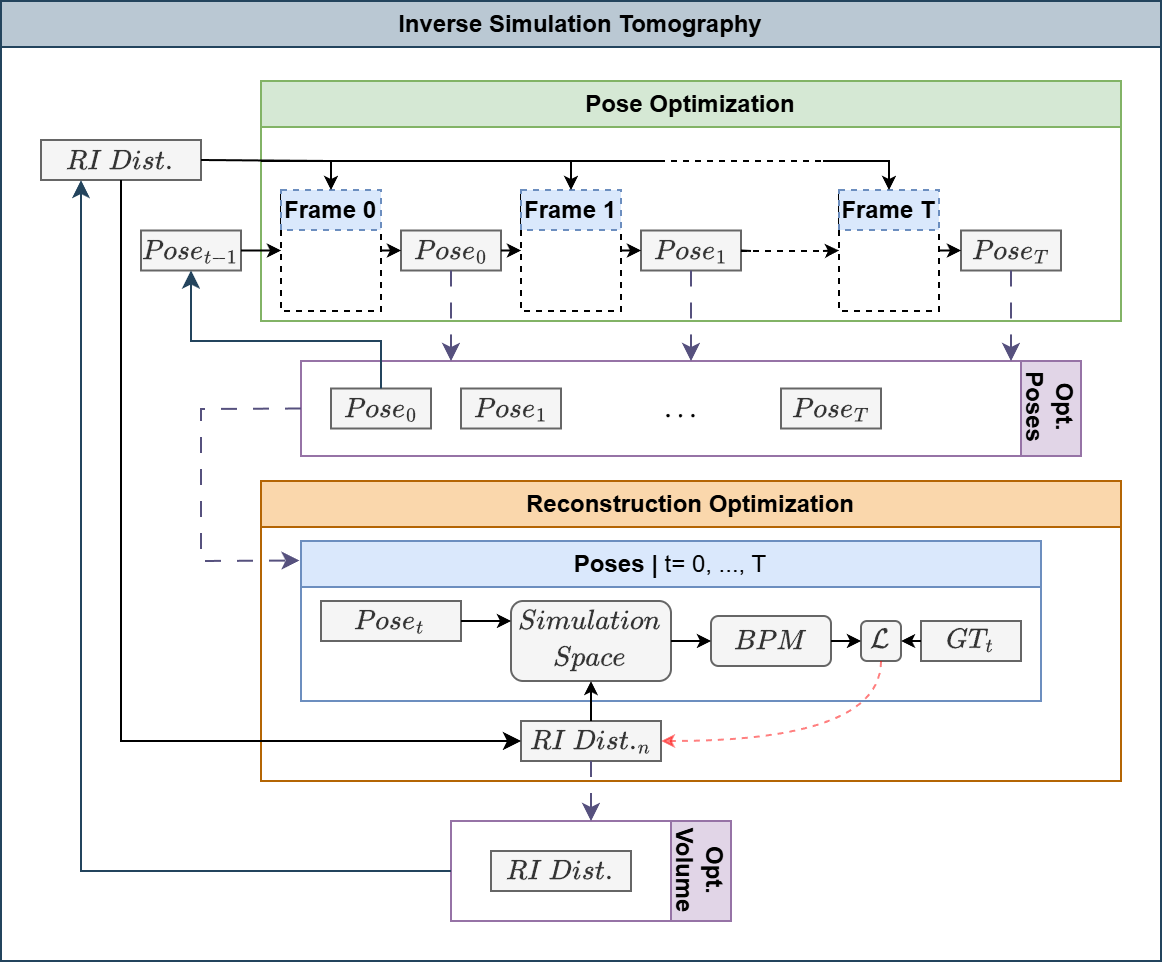 Inverse Simulation Tomography
Pose Optimization
RI Dist.
Frame 0
Frame 1
Frame T
Pose_{t-1}
Pose_0
Pose_1
Pose_T
Pose_0
Pose_1
...
Pose_T
Opt.
Poses
Reconstruction Optimization
Poses | t= 0, ..., T
Pose_t
Simulation
Space
BPM
ℒ
GT_t
RI Dist._n
RI Dist.
Opt.
Volume